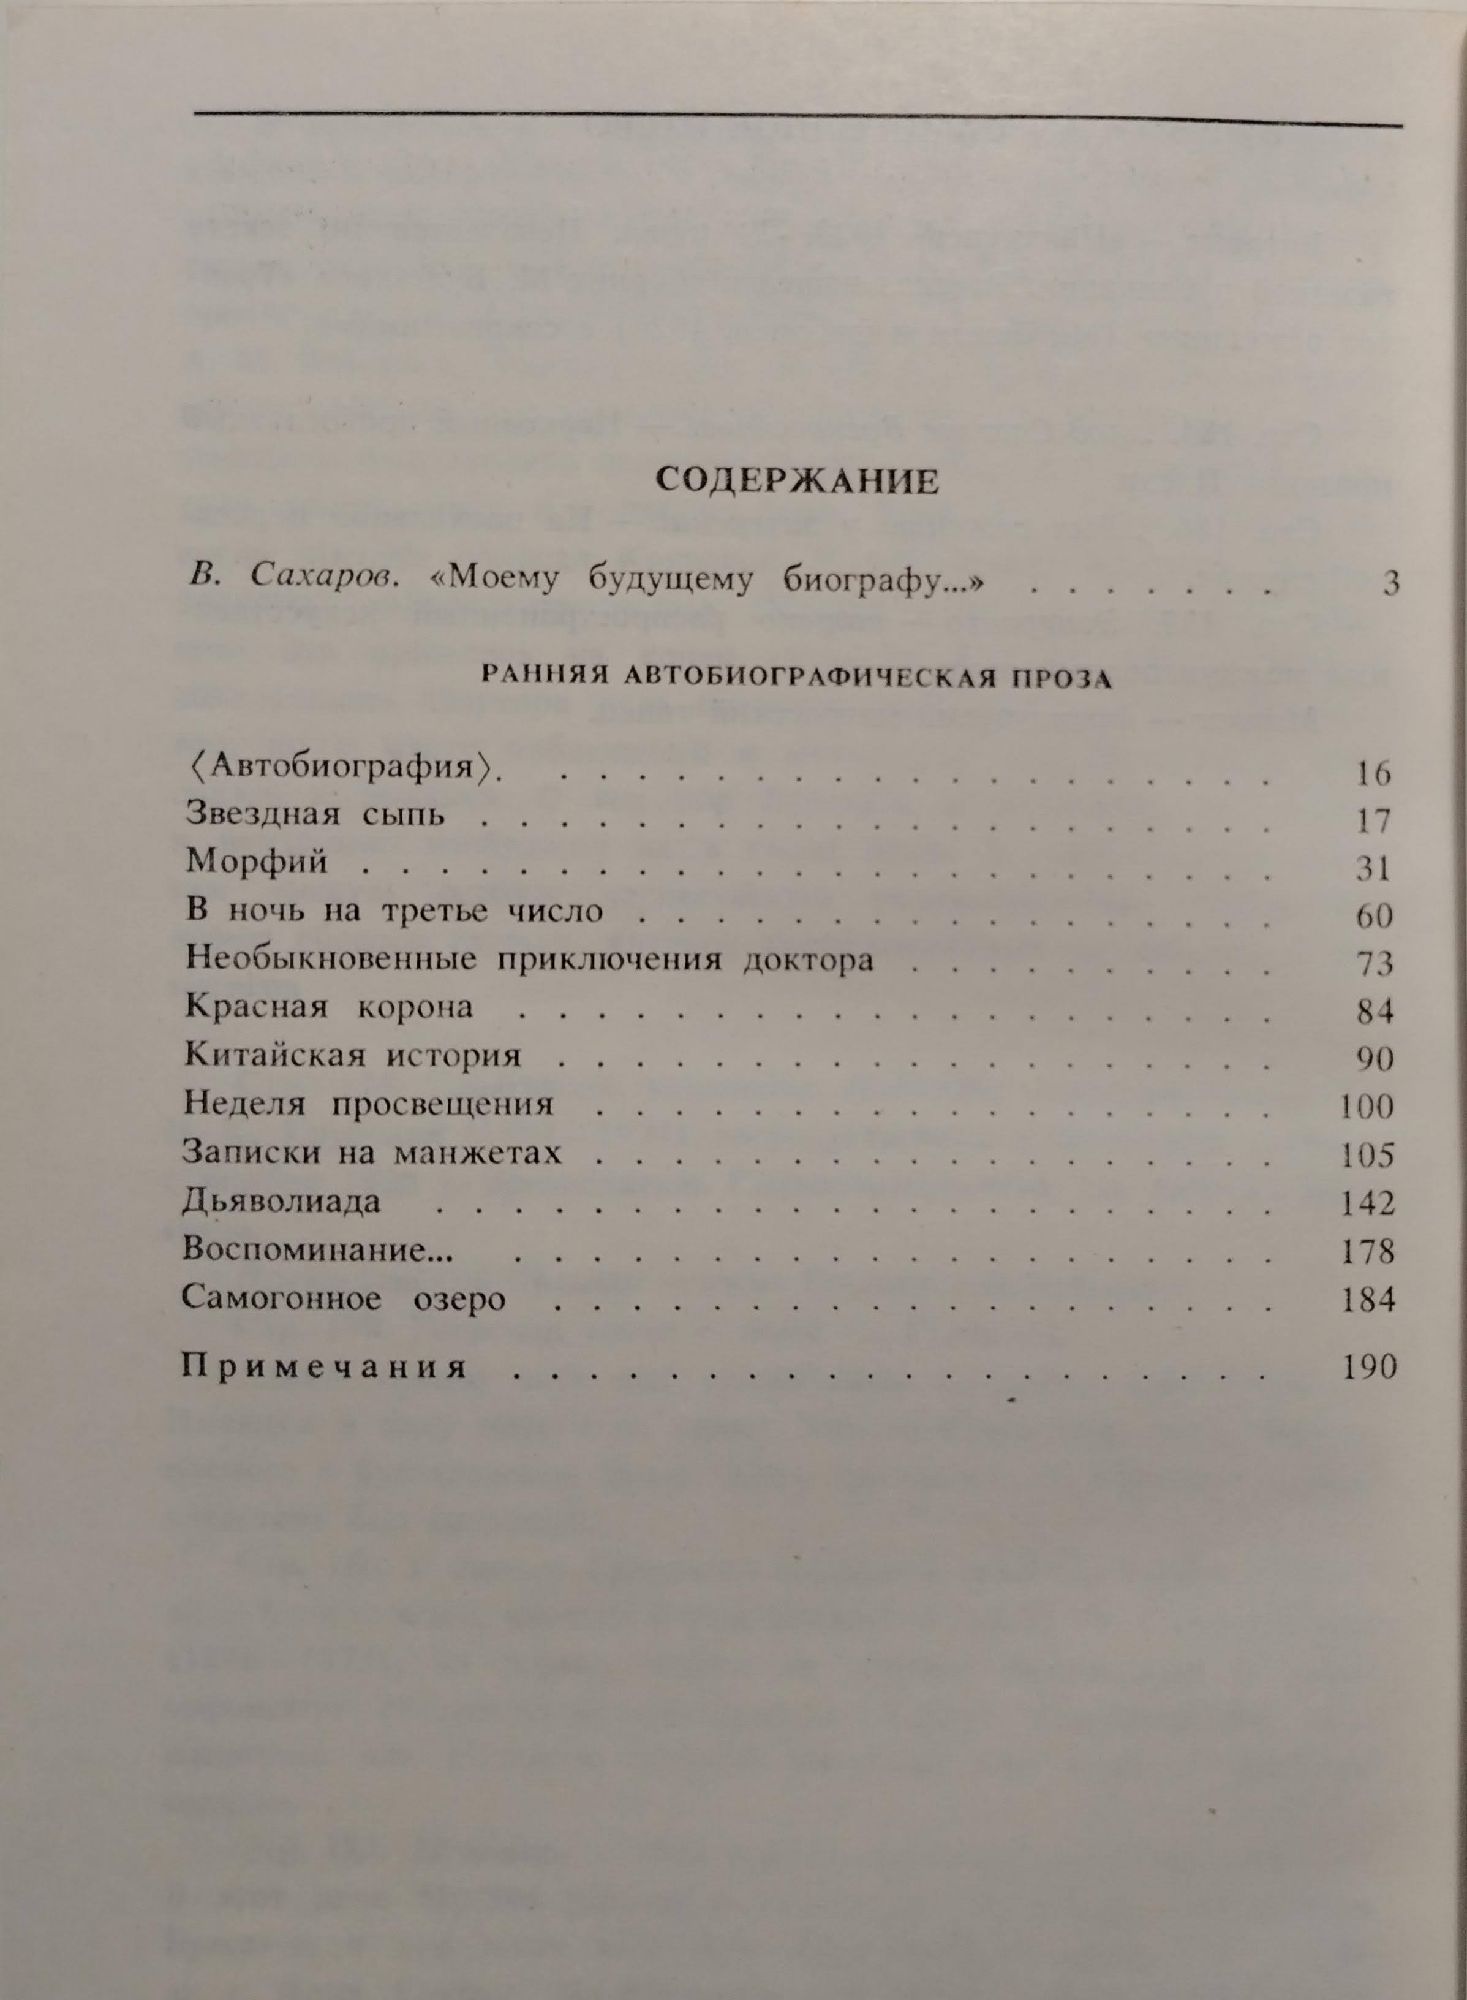 СОДЕРЖАНИЕ
В. Сахаров. «Моему будущему биографу...» . . . . . . . 3
РАННЯЯ АВТОБИОГРАФИЧЕСКАЯ ПРОЗА
〈Автобиография〉. . . . . . . . . . . . . . . . . . . . 16
Звездная сыпь . . . . . . . . . . . . . . . . . . . . . 17
Морфий . . . . . . . . . . . . . . . . . . . . . . . . 31
В ночь на третье число . . . . . . . . . . . . . . . . . 60
Необыкновенные приключения доктора . . . . . . . . . . 73
Красная корона . . . . . . . . . . . . . . . . . . . . 84
Китайская история . . . . . . . . . . . . . . . . . . . 90
Неделя просвещения . . . . . . . . . . . . . . . . . . 100
Записки на манжетах . . . . . . . . . . . . . . . . . . 105
Дьяволиада . . . . . . . . . . . . . . . . . . . . . . 142
Воспоминание... . . . . . . . . . . . . . . . . . . . . 178
Самогонное озеро . . . . . . . . . . . . . . . . . . . 184
Примечания . . . . . . . . . . . . . . . . . . . . 190